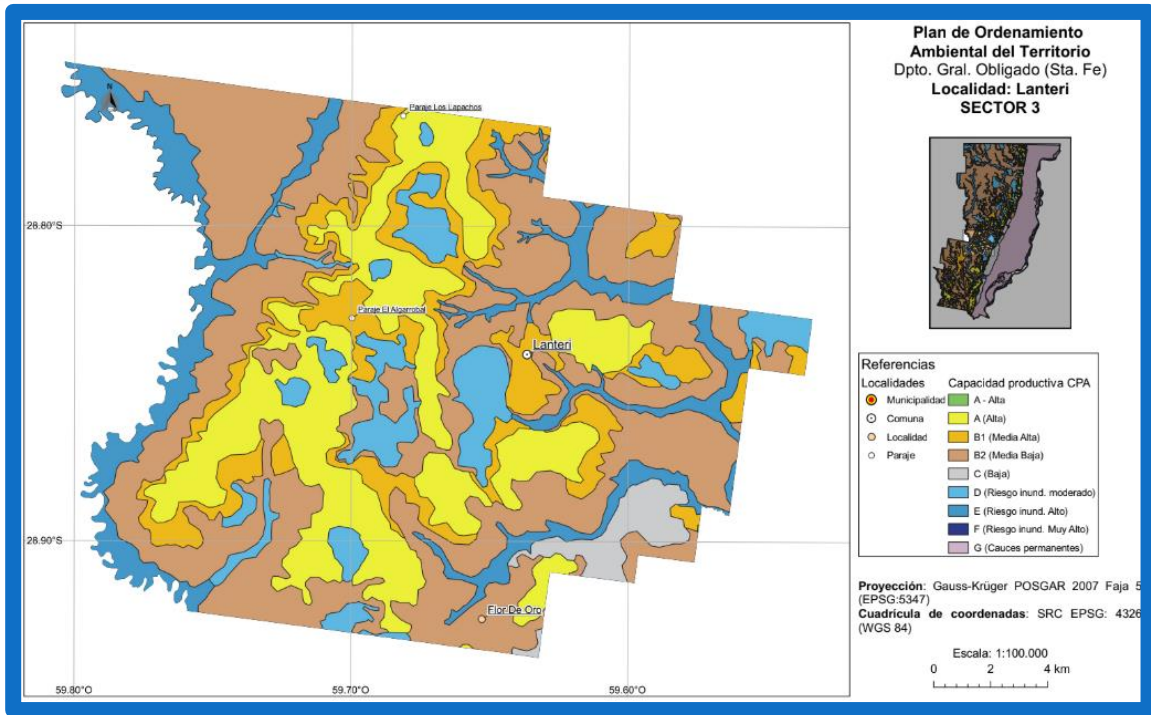 Plan de Ordenamiento
Ambiental del Territorio
Dpto. Gral. Obligado (Sta. Fe)
Localidad: Lanteri
SECTOR 3
N
Paraje Los Lapachos
28.80°S
Paraje El Algarrobal
Lanteri
28.90°S
Flor De Oro
59.80°O
59.70°O
59.60°O
Referencias
Localidades
Municipalidad
Comuna
Localidad
Paraje
Capacidad productiva CPA
A - Alta
A (Alta)
B1 (Media Alta)
B2 (Media Baja)
C (Baja)
D (Riesgo inund. moderado)
E (Riesgo inund. Alto)
F (Riesgo inund. Muy Alto)
G (Cauces permanentes)
Proyección: Gauss-Krüger POSGAR 2007 Faja 5
(EPSG:5347)
Cuadrícula de coordenadas: SRC EPSG: 4326
(WGS 84)
Escala: 1:100.000
0 2 4 km